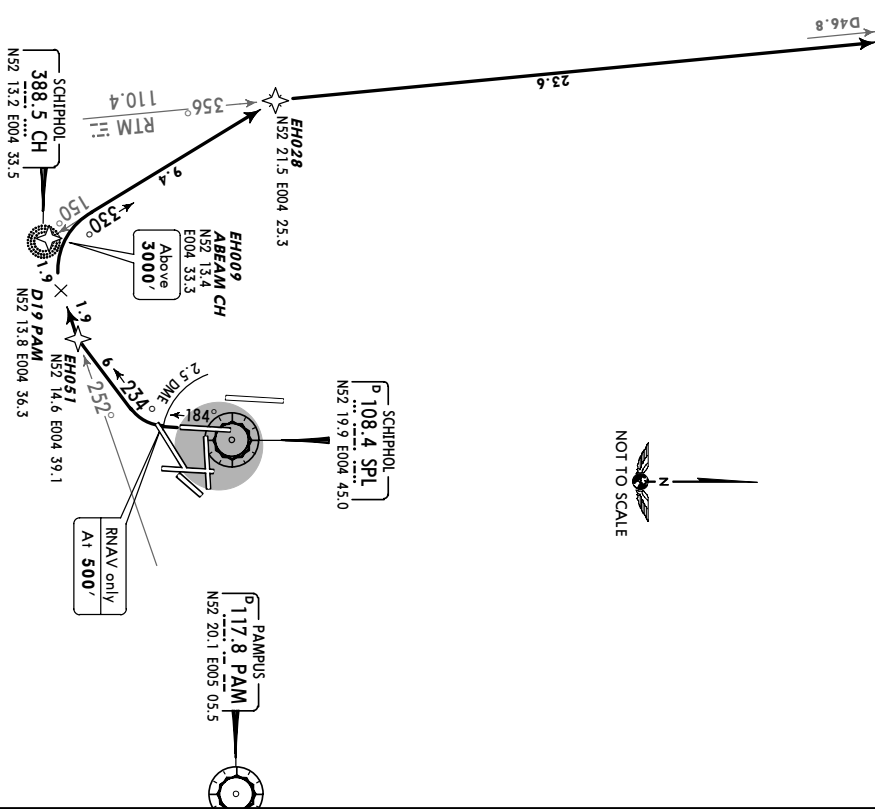 D46.8
23.6
SCHIPHOL
388.5 CH
N52 13.2 E004 33.5
RTM
110.4
356°
EH028
N52 21.5 E004 25.3
9.4
150°
330°
EH009
ABEAM CH
N52 13.4
E004 33.3
Above
3000'
1.9
D19 PAM
N52 13.8 E004 36.3
1.9
EH051
N52 14.6 E004 39.1
252°
6
234°
2.5 DME
184°
SCHIPHOL
D 108.4 SPL
N52 19.9 E004 45.0
RNAV only
At 500'
PAMPUS
D 117.8 PAM
N52 20.1 E005 05.5
N
NOT TO SCALE